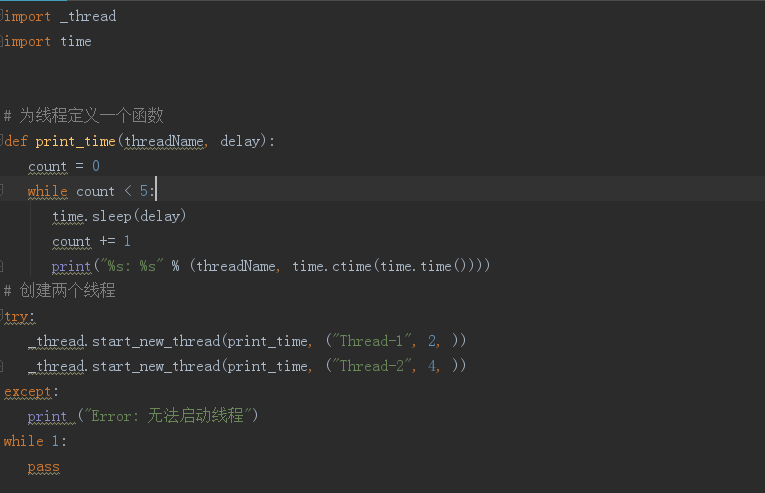 import _thread
import time
# 为线程定义一个函数
def print_time(threadName, delay):
   count = 0
   while count < 5:
      time.sleep(delay)
      count += 1
      print("%s: %s" % (threadName, time.ctime(time.time())))
# 创建两个线程
try:
   _thread.start_new_thread(print_time, ("Thread-1", 2, ))
   _thread.start_new_thread(print_time, ("Thread-2", 4, ))
except:
   print ("Error: 无法启动线程")
while 1:
   pass